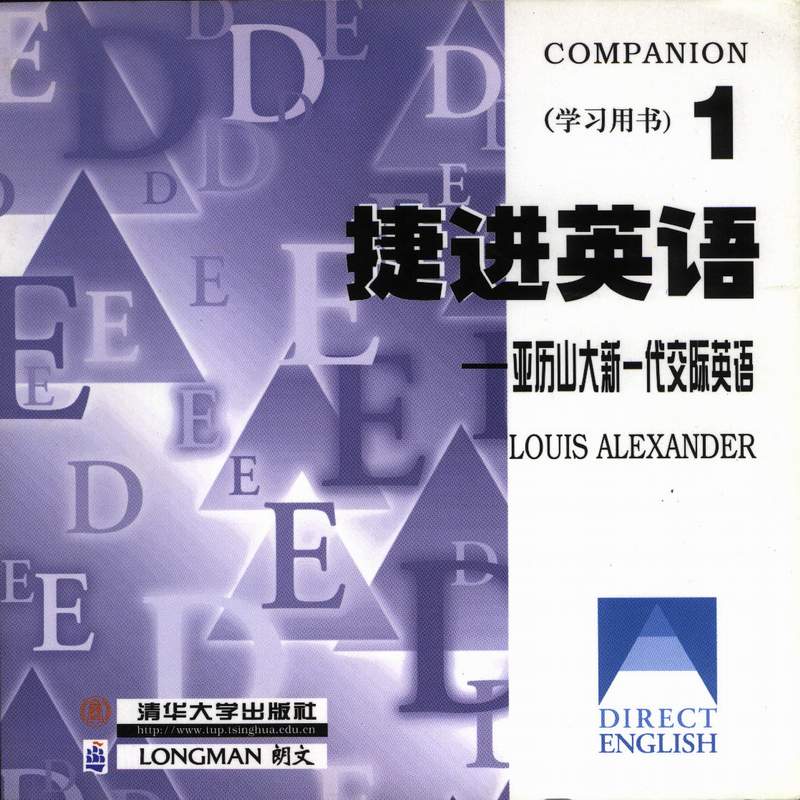 COMPANION
(学习用书) 1
捷进英语
—亚历山大新一代交际英语
LOUIS ALEXANDER
DIRECT
ENGLISH
清华大学出版社
http://www.tup.tsinghua.edu.cn
LONGMAN 朗文